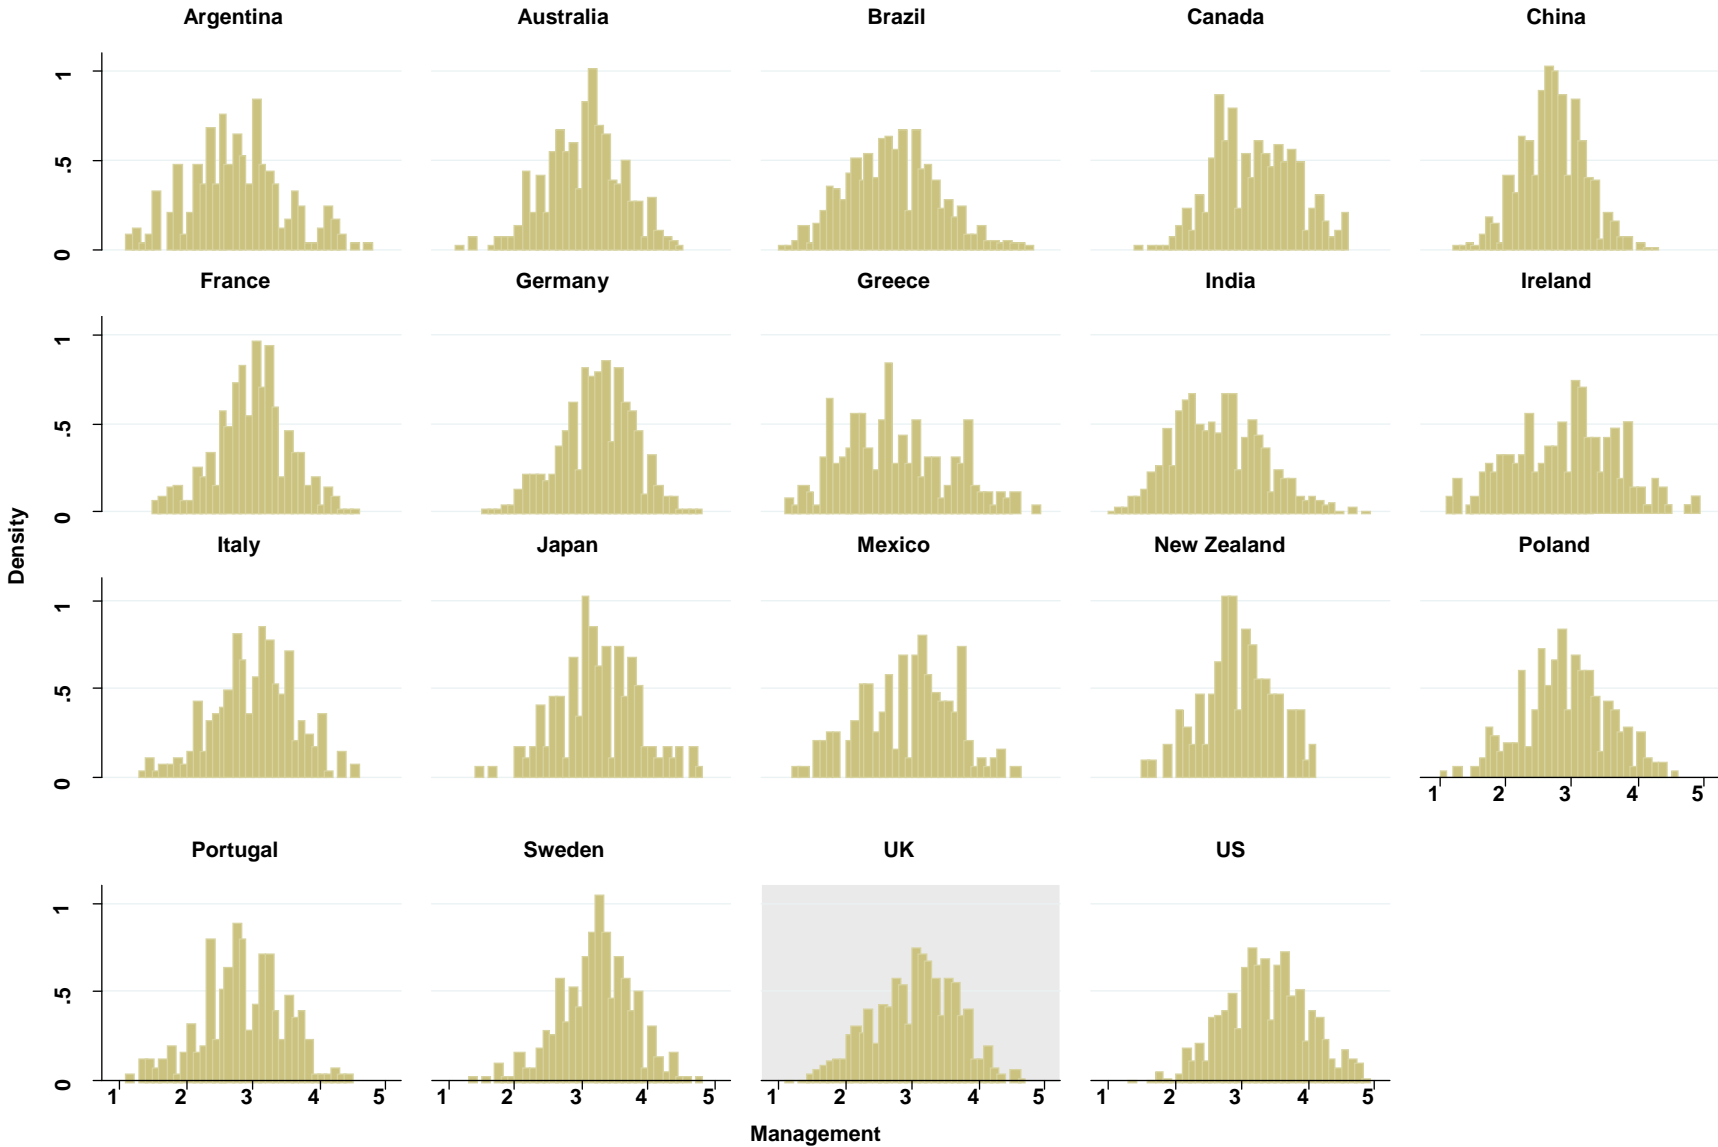 Argentina Australia Brazil Canada China
1
.5
0
France Germany Greece India Ireland
1
.5
0
Density
Italy Japan Mexico New Zealand Poland
1
.5
0
1 2 3 4 5
Portugal Sweden UK US
1
.5
0
1 2 3 4 5 1 2 3 4 5 1 2 3 4 5 1 2 3 4 5
Management